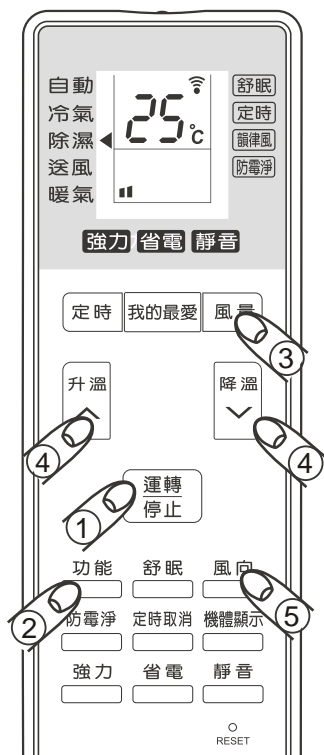 自動
冷氣
除濕
送風
暖氣
25℃
舒眠
定時
韻律風
防霉淨
強力 省電 靜音
定時 我的最愛 風量
③
升溫 降溫
④ ④
運轉
停止
①
功能 舒眠 風向
② ⑤
防霉淨 定時取消 機體顯示
強力 省電 靜音
RESET